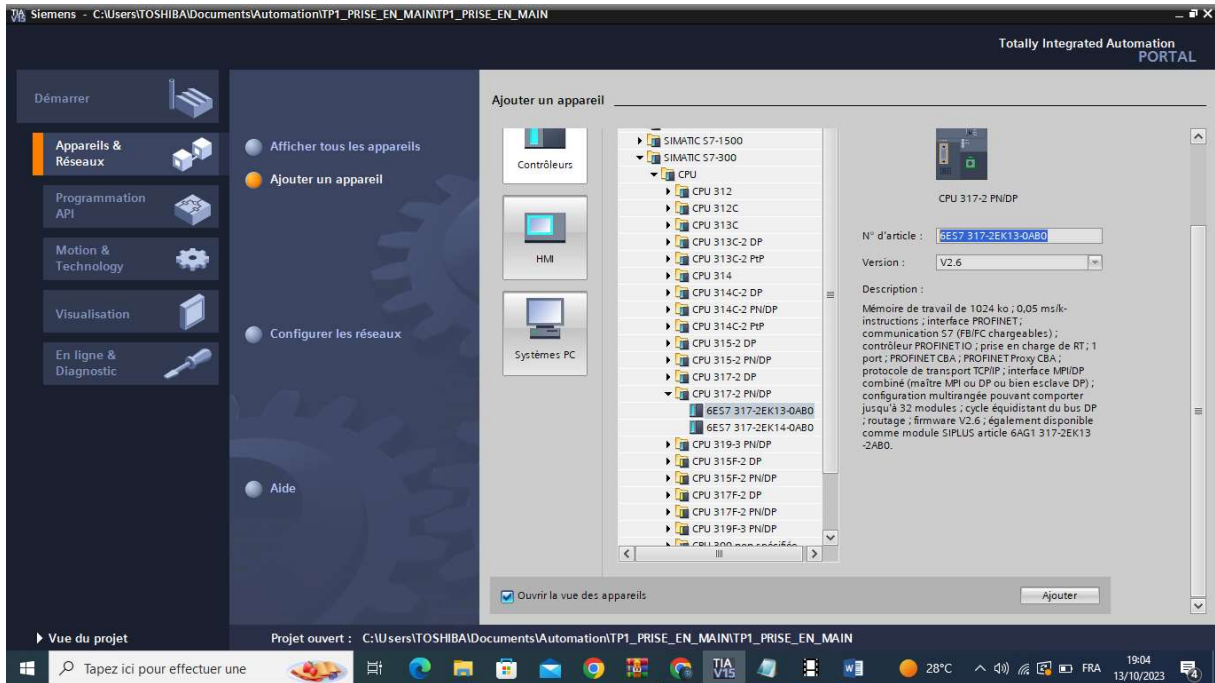 Siemens - C:\Users\TOSHIBA\Documents\Automation\TP1_PRISE_EN_MAIN\TP1_PRISE_EN_MAIN
Totally Integrated Automation
PORTAL
Démarrer
Appareils &
Réseaux
Programmation
API
Motion &
Technology
Visualisation
En ligne &
Diagnostic
Afficher tous les appareils
Ajouter un appareil
Configurer les réseaux
Aide
Ajouter un appareil
Contrôleurs
HMI
Systèmes PC
SIMATIC S7-1500
SIMATIC S7-300
CPU
CPU 312
CPU 312C
CPU 313C
CPU 313C-2 DP
CPU 313C-2 PtP
CPU 314
CPU 314C-2 DP
CPU 314C-2 PN/DP
CPU 314C-2 PtP
CPU 315-2 DP
CPU 315-2 PN/DP
CPU 317-2 DP
CPU 317-2 PN/DP
6ES7 317-2EK13-0AB0
6ES7 317-2EK14-0AB0
CPU 319-3 PN/DP
CPU 315F-2 DP
CPU 315F-2 PN/DP
CPU 317F-2 DP
CPU 317F-2 PN/DP
CPU 319F-3 PN/DP
CPU 300 non spécifiée
CPU 317-2 PN/DP
N° d'article : 6ES7 317-2EK13-0AB0
Version : V2.6
Description :
Mémoire de travail de 1024 ko ; 0,05 ms/k-
instructions ; interface PROFINET ;
communication S7 (FB/FC chargeables) ;
contrôleur PROFINET IO ; prise en charge de RT ; 1
port ; PROFINET CBA ; PROFINET Proxy CBA ;
protocole de transport TCP/IP ; interface MPI/DP
combiné (maître MPI ou DP ou bien esclave DP) ;
configuration multirangée pouvant comporter
jusqu'à 32 modules ; cycle équidistant du bus DP
; routage ; firmware V2.6 ; également disponible
comme module SIPLUS article 6AG1 317-2EK13
-2AB0.
Ouvrir la vue des appareils
Ajouter
Vue du projet
Projet ouvert : C:\Users\TOSHIBA\Documents\Automation\TP1_PRISE_EN_MAIN\TP1_PRISE_EN_MAIN
Tapez ici pour effectuer une
TIA
V15
28°C
FRA
19:04
13/10/2023
4